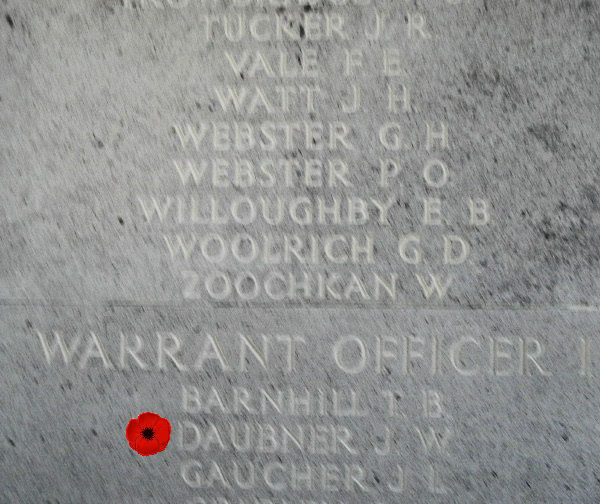 TUCKER J R
VALE F E
WATT J H
WEBSTER G H
WEBSTER P O
WILLOUGHBY E B
WOOLRICH G D
ZOOCHKAN W
WARRANT OFFICER I
BARNHILL T B
DAUBNER J W
GAUCHER J L